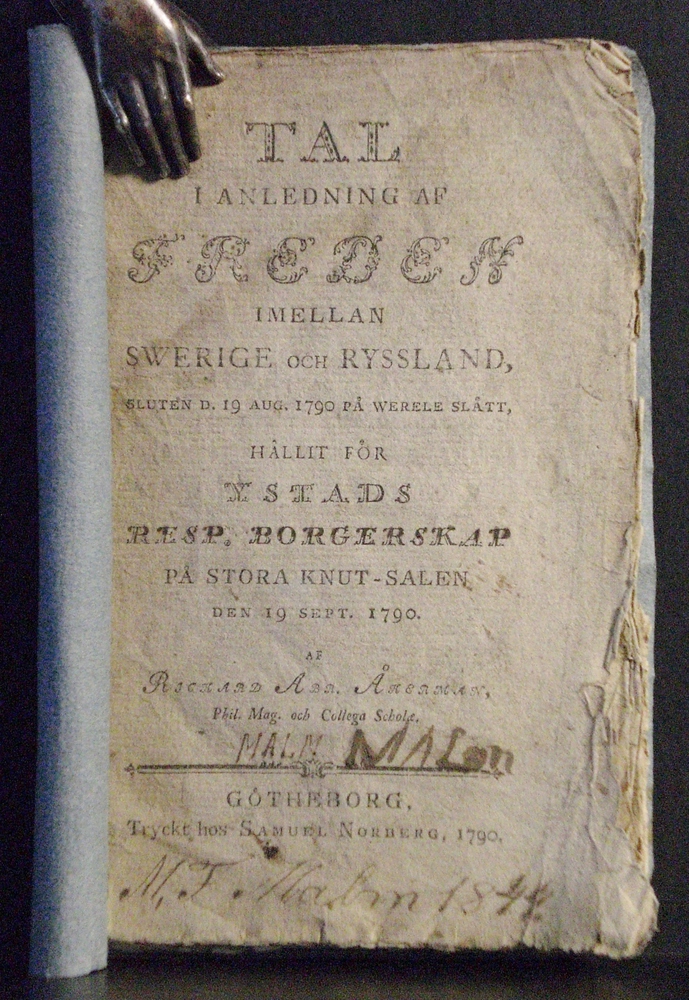 TAL
I ANLEDNING AF
FREDEN
IMELLAN
SWERIGE OCH RYSSLAND,
SLUTEN D. 19 AUG. 1790 PÅ WERELE SLÄTT,
HÅLLIT FÖR
YSTADS
RESP. BORGERSKAP
PÅ STORA KNUT-SALEN
DEN 19 SEPT. 1790.
AF
RICHARD ABR. ÅKERMAN,
Phil. Mag. och Collega Scholæ.
MALM MALM
GÖTHEBORG,
Tryckt hos SAMUEL NORBERG, 1790.
M. F. Malm